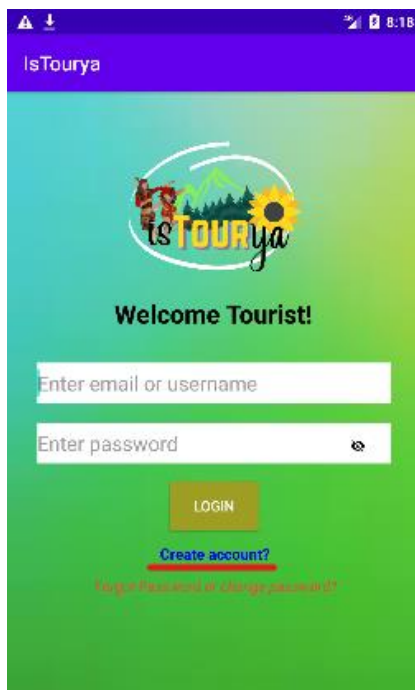 8:18
IsTourya
isTOURya
Welcome Tourist!
Enter email or username
Enter password
LOGIN
Create account?
Forgot Password or change password?